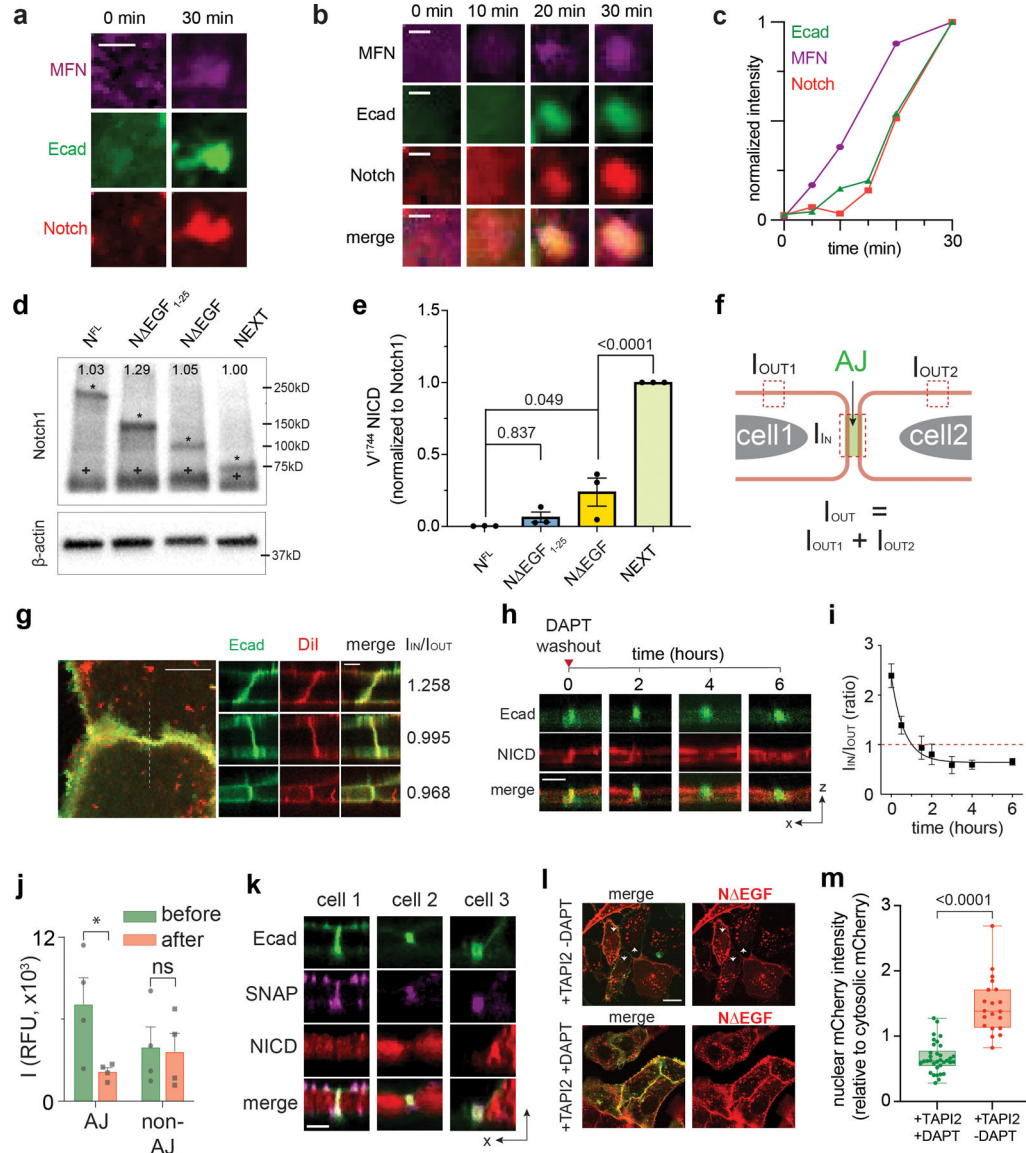 a
0 min 30 min
MFN
Ecad
Notch
b
0 min 10 min 20 min 30 min
MFN
Ecad
Notch
merge
c
1
normalized intensity
0
0 30
time (min)
Ecad
MFN
Notch
d
N^FL NΔEGF_1-25 NΔEGF NEXT
1.03 1.29 1.05 1.00
* * * *
+ + + +
Notch1
250kD
150kD
100kD
75kD
β-actin
37kD
e
V^1744 NICD
(normalized to Notch1)
1.5
1.0
0.5
0.0
<0.0001
0.049
0.837
N^FL NΔEGF_1-25 NΔEGF NEXT
f
AJ
I_OUT1 I_OUT2
cell1 I_IN cell2
I_OUT =
I_OUT1 + I_OUT2
g
Ecad DiI merge I_IN/I_OUT
1.258
0.995
0.968
h
DAPT
washout
time (hours)
0 2 4 6
Ecad
NICD
merge
z
x
i
I_IN/I_OUT (ratio)
3
2
1
0
0 2 4 6
time (hours)
j
before
after
I (RFU, x10³)
12
0
*
ns
AJ non-
AJ
k
cell 1 cell 2 cell 3
Ecad
SNAP
NICD
merge
x
l
merge NΔEGF
+TAPI2 -DAPT
merge NΔEGF
+TAPI2 +DAPT
m
nuclear mCherry intensity
(relative to cytosolic mCherry)
<0.0001
3
2
1
0
+TAPI2 +TAPI2
+DAPT -DAPT